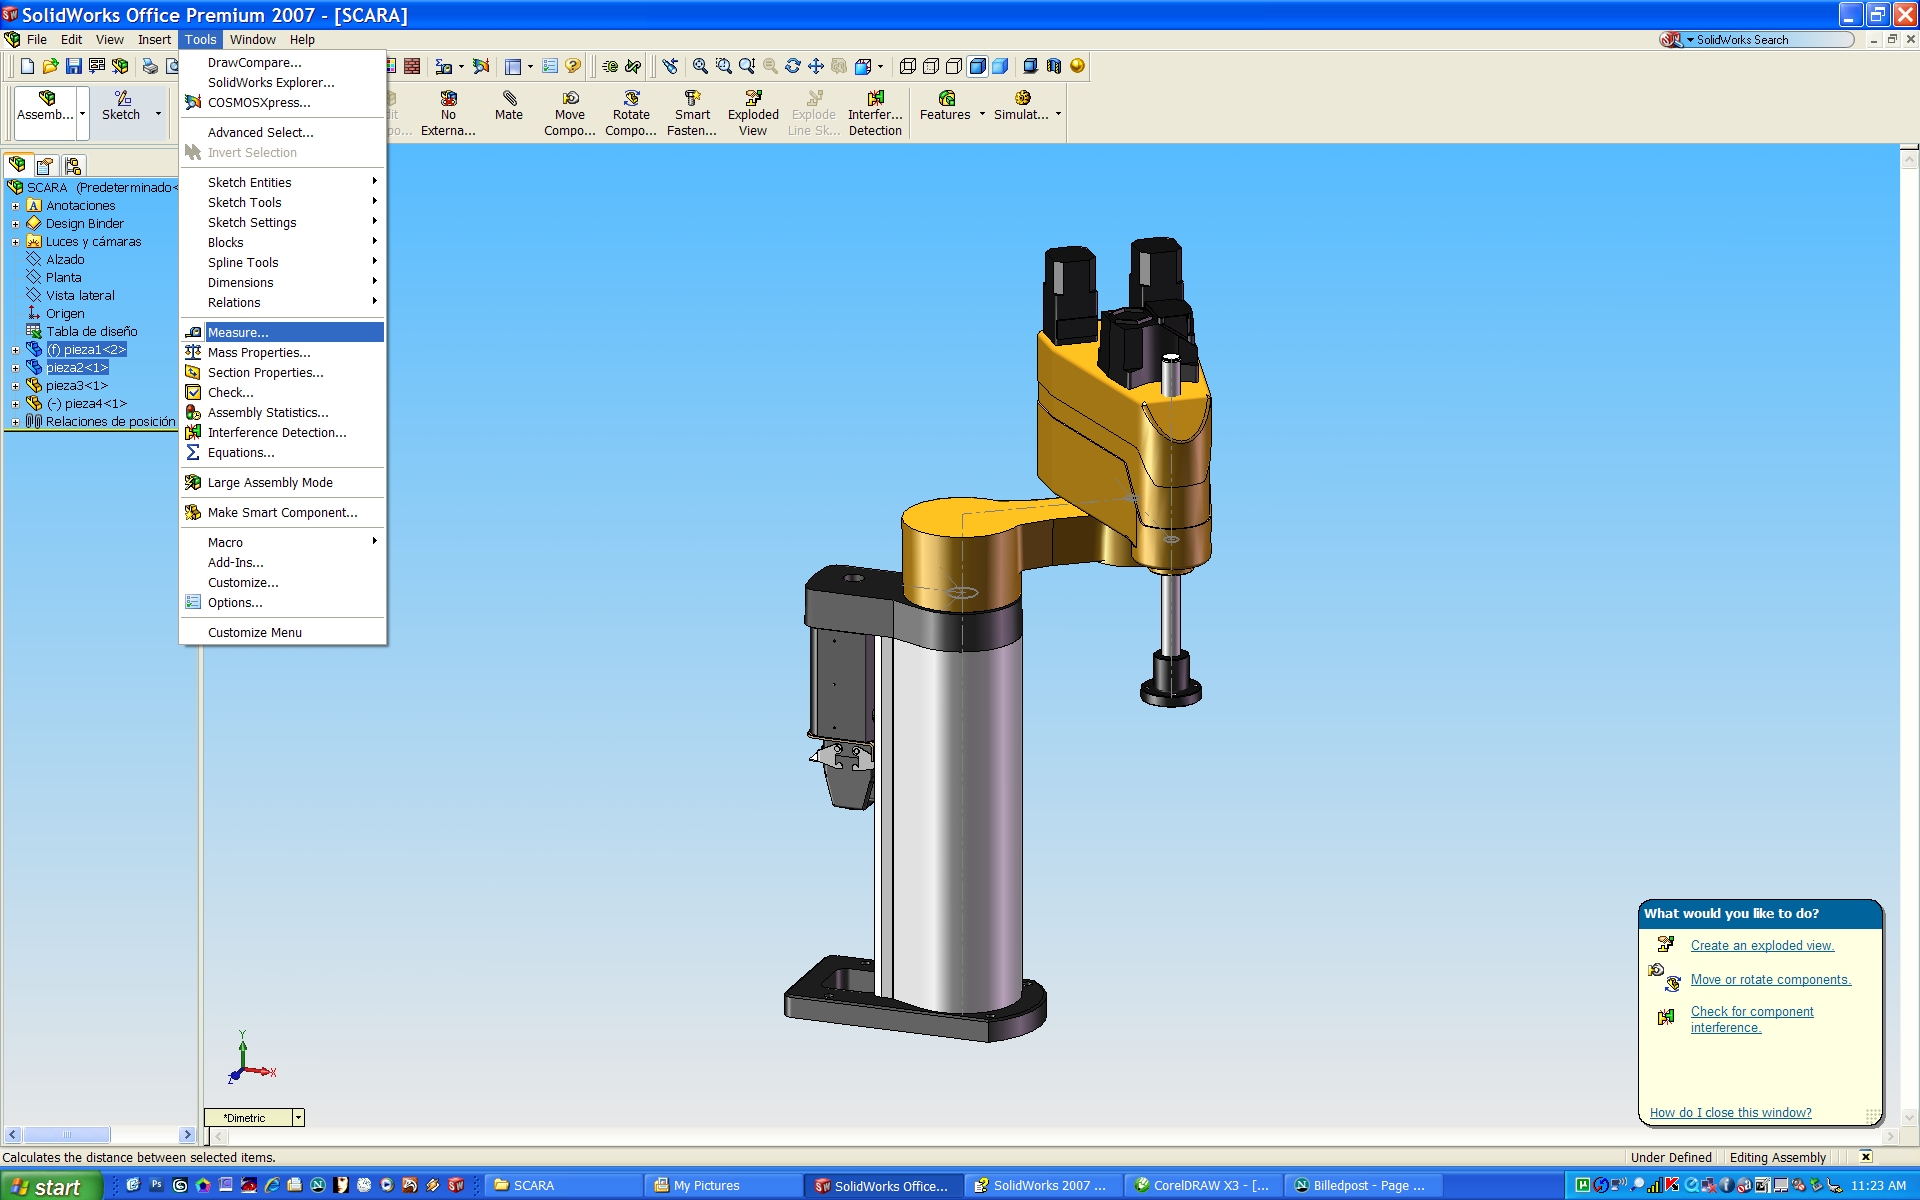 SolidWorks Office Premium 2007 - [SCARA]
File Edit View Insert Tools Window Help
SolidWorks Search
Assemb... Sketch
No Externa...
Mate
Move Compo...
Rotate Compo...
Smart Fasten...
Exploded View
Explode Line Sk...
Interfer... Detection
Features
Simulat...
DrawCompare...
SolidWorks Explorer...
COSMOSXpress...
Advanced Select...
Invert Selection
Sketch Entities
Sketch Tools
Sketch Settings
Blocks
Spline Tools
Dimensions
Relations
Measure...
Mass Properties...
Section Properties...
Check...
Assembly Statistics...
Interference Detection...
Equations...
Large Assembly Mode
Make Smart Component...
Macro
Add-Ins...
Customize...
Options...
Customize Menu
SCARA (Predeterminado<
Anotaciones
Design Binder
Luces y cámaras
Alzado
Planta
Vista lateral
Origen
Tabla de diseño
(f) pieza1<2>
pieza2<1>
pieza3<1>
(-) pieza4<1>
Relaciones de posición
Y
X
Z
*Dimetric
What would you like to do?
Create an exploded view.
Move or rotate components.
Check for component
interference.
How do I close this window?
Calculates the distance between selected items.
Under Defined Editing Assembly
start
SCARA
My Pictures
SolidWorks Office...
SolidWorks 2007 ...
CorelDRAW X3 - [...
Billedpost - Page ...
11:23 AM